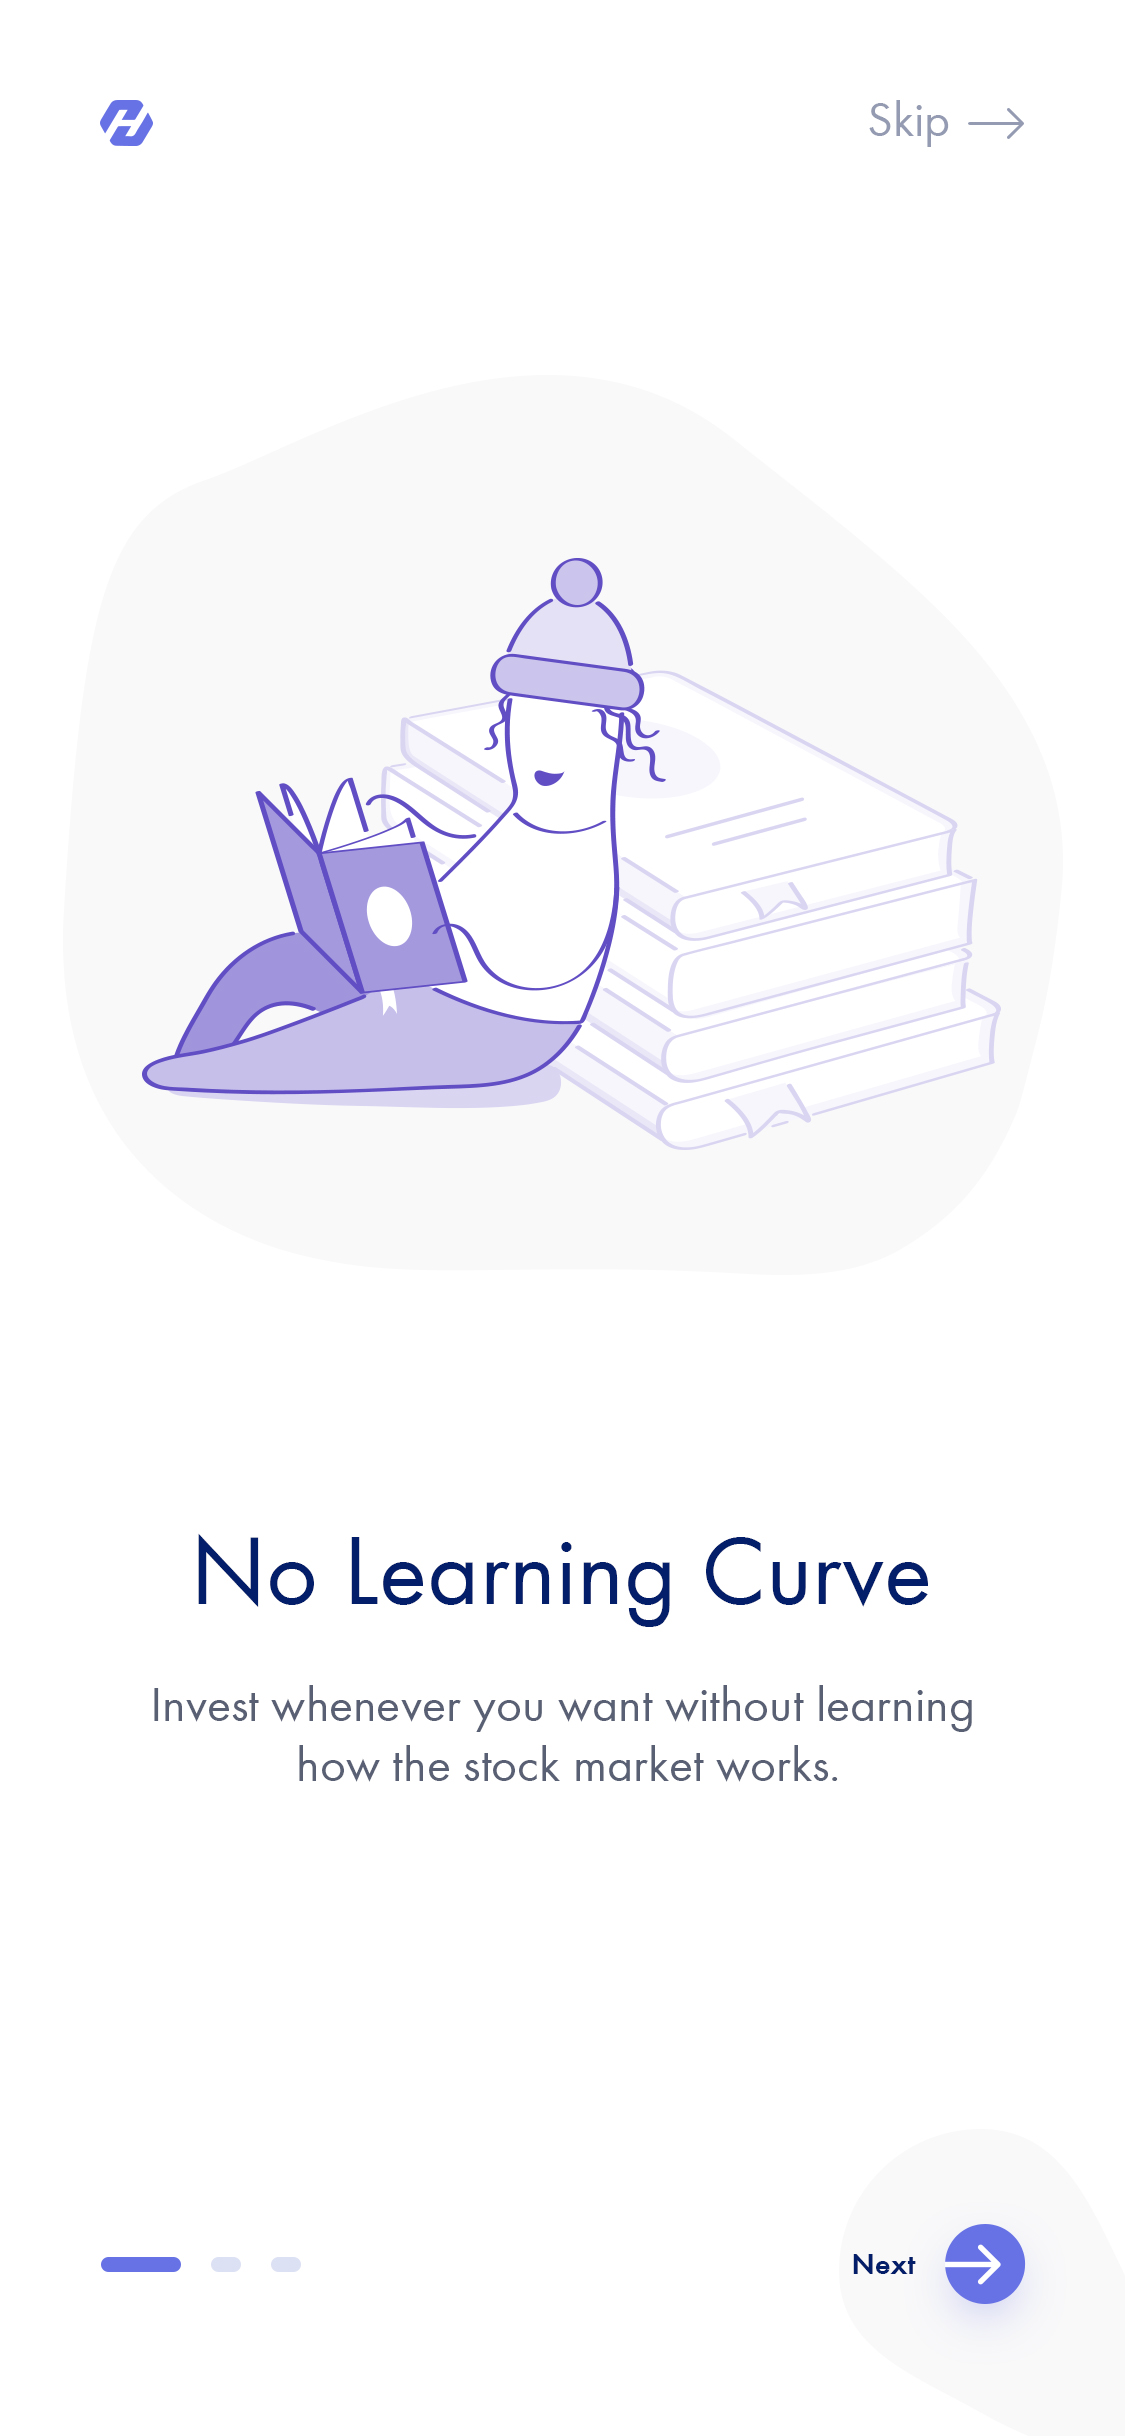 Skip
No Learning Curve
Invest whenever you want without learning
how the stock market works.
Next